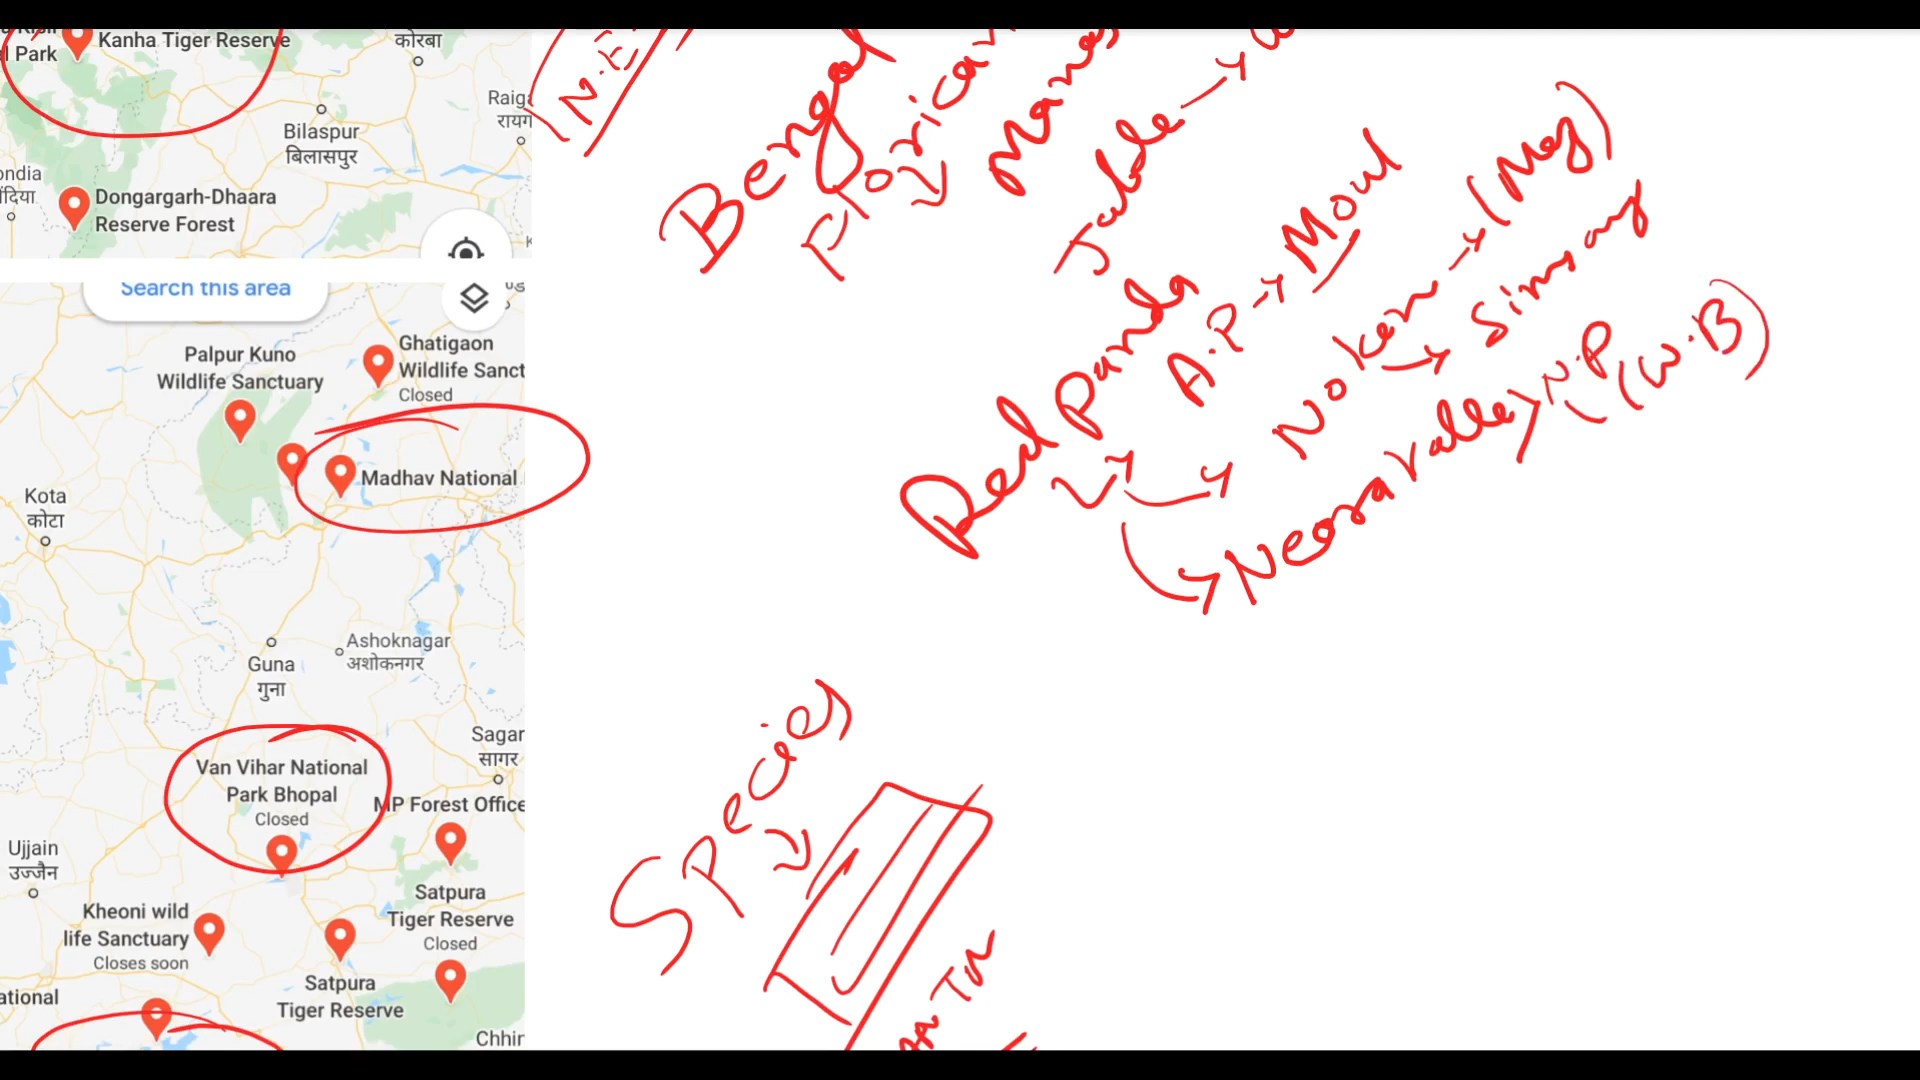 l Park
Kanha Tiger Reserve
कोरबा
Bilaspur
बिलासपुर
Raig
रायग
ondia
Dongargarh-Dhaara
Reserve Forest
Search this area
Palpur Kuno
Wildlife Sanctuary
Ghatigaon
Wildlife Sanct
Closed
Madhav National
Kota
कोटा
Guna
गुना
Ashoknagar
अशोकनगर
Sagar
सागर
Van Vihar National
Park Bhopal
Closed
MP Forest Office
Ujjain
उज्जैन
Kheoni wild
life Sanctuary
Closes soon
Satpura
Tiger Reserve
Closed
Satpura
Tiger Reserve
ational
Chhin
(N.E
Bengal
Florican
Manas
Red Panda
A.P → Moul
Noken → (Meg)
Simsang
Neora Valley N.P
(W.B)
Species